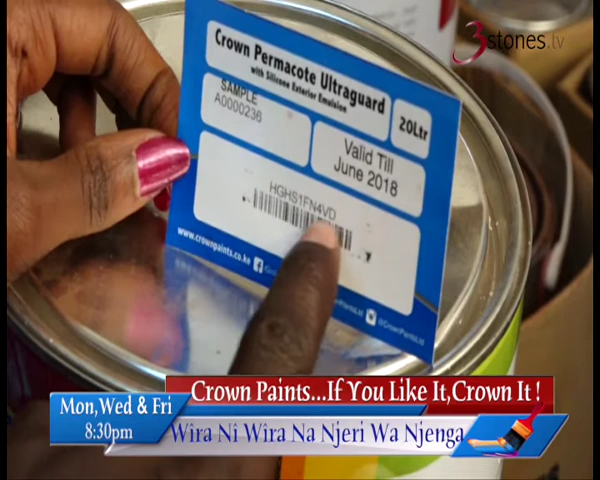 3stones.tv
Crown Permacote Ultraguard
with Silicone Exterior Emulsion
20Ltr
SAMPLE
A0000236
Valid Till
June 2018
HGHS1FN4VD
www.crownpaints.co.ke
@CrownPaintsLtd
Crown Paints...If You Like It,Crown It !
Mon,Wed & Fri
8:30pm
Wira Ni Wira Na Njeri Wa Njenga